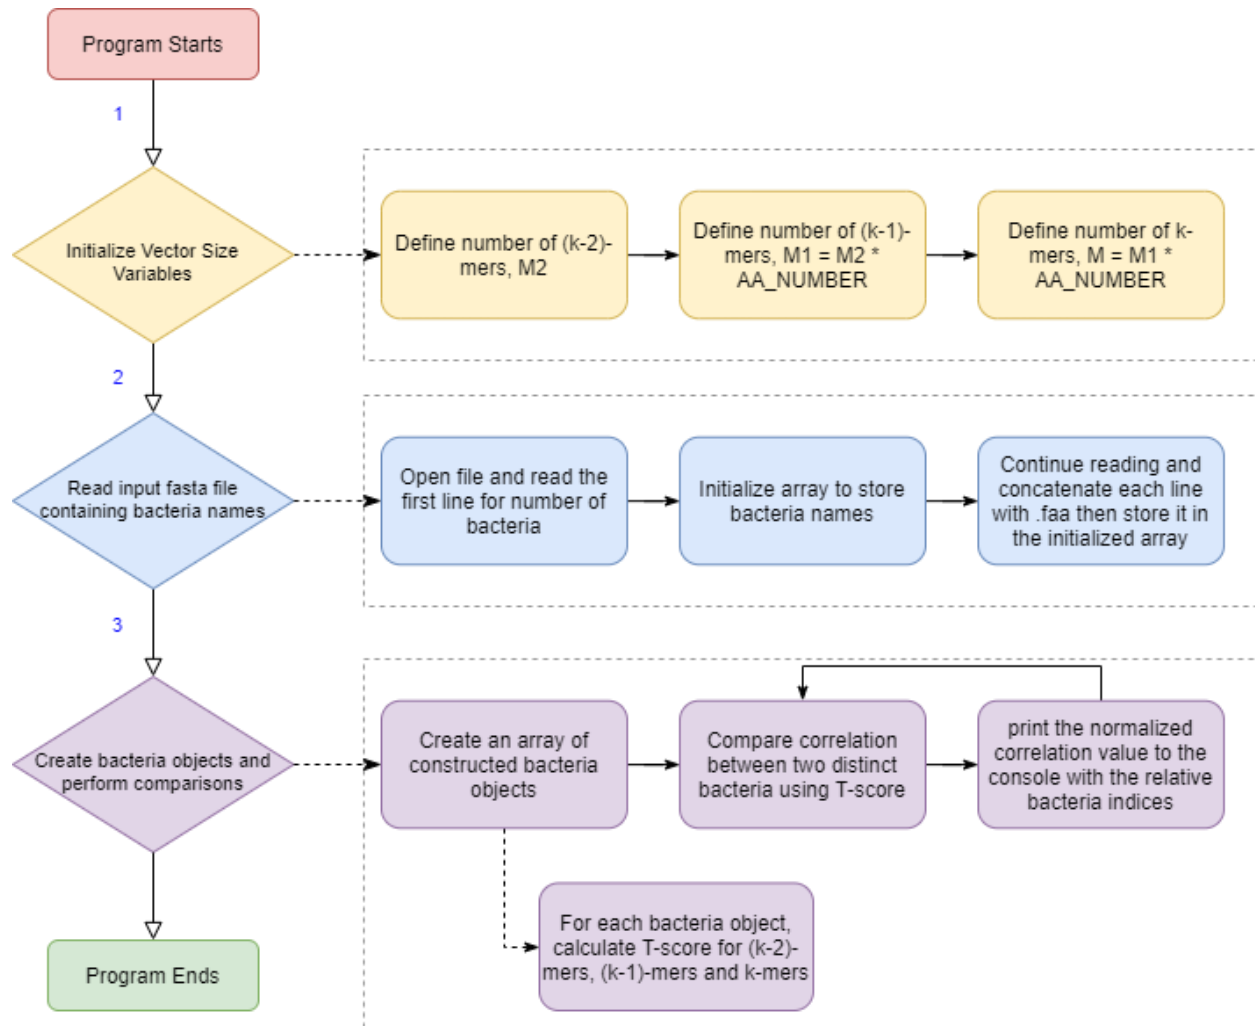 Program Starts
1
Initialize Vector Size
Variables
Define number of (k-2)-
mers, M2
Define number of (k-1)-
mers, M1 = M2 *
AA_NUMBER
Define number of k-
mers, M = M1 *
AA_NUMBER
2
Read input fasta file
containing bacteria names
Open file and read the
first line for number of
bacteria
Initialize array to store
bacteria names
Continue reading and
concatenate each line
with .faa then store it in
the initialized array
3
Create bacteria objects and
perform comparisons
Create an array of
constructed bacteria
objects
Compare correlation
between two distinct
bacteria using T-score
print the normalized
correlation value to the
console with the relative
bacteria indices
For each bacteria object,
calculate T-score for (k-2)-
mers, (k-1)-mers and k-mers
Program Ends